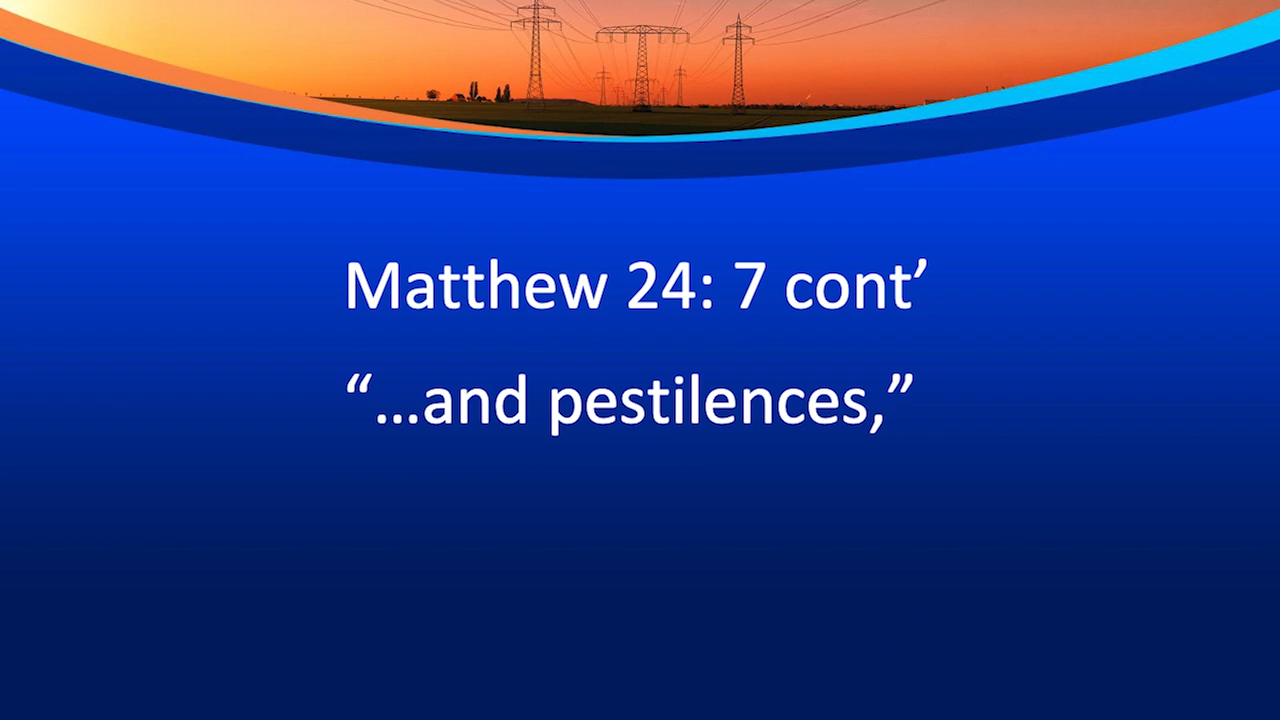 Matthew 24: 7 cont’
“...and pestilences,”